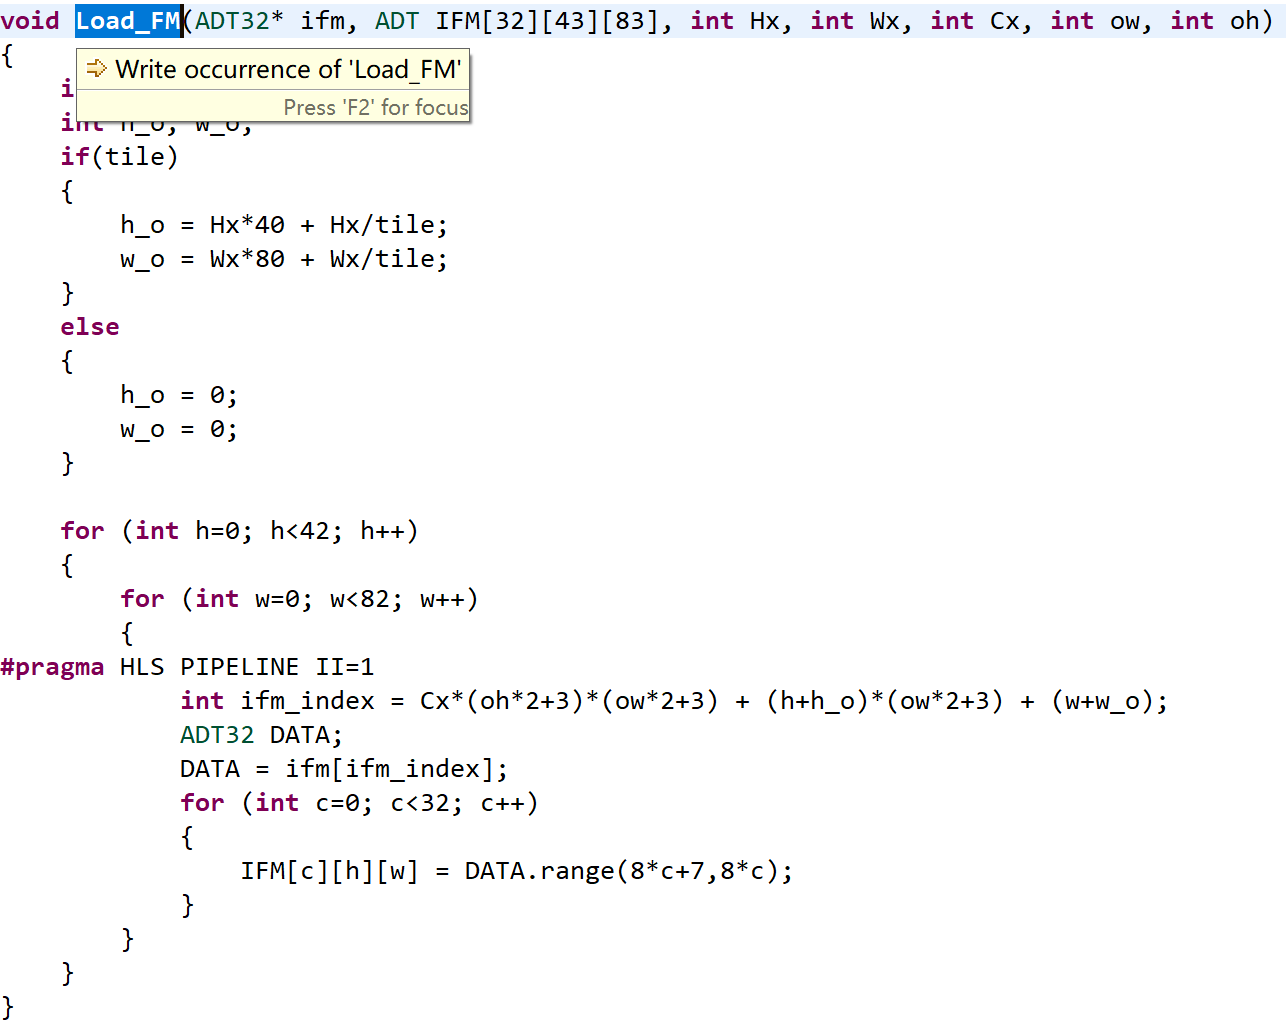 void Load_FM(ADT32* ifm, ADT IFM[32][43][83], int Hx, int Wx, int Cx, int ow, int oh)
{
Write occurrence of 'Load_FM'
Press 'F2' for focus
i
int h_o, w_o;
if(tile)
{
h_o = Hx*40 + Hx/tile;
w_o = Wx*80 + Wx/tile;
}
else
{
h_o = 0;
w_o = 0;
}
for (int h=0; h<42; h++)
{
for (int w=0; w<82; w++)
{
#pragma HLS PIPELINE II=1
int ifm_index = Cx*(oh*2+3)*(ow*2+3) + (h+h_o)*(ow*2+3) + (w+w_o);
ADT32 DATA;
DATA = ifm[ifm_index];
for (int c=0; c<32; c++)
{
IFM[c][h][w] = DATA.range(8*c+7,8*c);
}
}
}
}